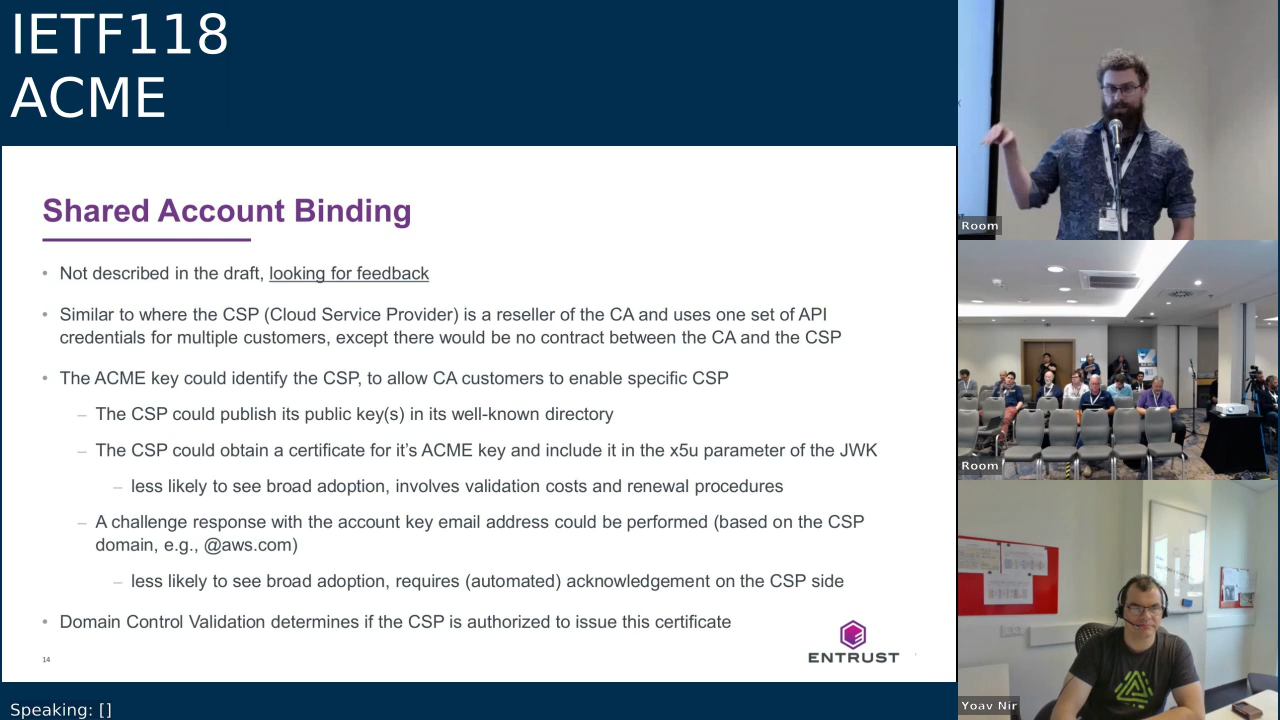 IETF118
ACME
Shared Account Binding
• Not described in the draft, looking for feedback
• Similar to where the CSP (Cloud Service Provider) is a reseller of the CA and uses one set of API
credentials for multiple customers, except there would be no contract between the CA and the CSP
• The ACME key could identify the CSP, to allow CA customers to enable specific CSP
– The CSP could publish its public key(s) in its well-known directory
– The CSP could obtain a certificate for it's ACME key and include it in the x5u parameter of the JWK
– less likely to see broad adoption, involves validation costs and renewal procedures
– A challenge response with the account key email address could be performed (based on the CSP
domain, e.g., @aws.com)
– less likely to see broad adoption, requires (automated) acknowledgement on the CSP side
• Domain Control Validation determines if the CSP is authorized to issue this certificate
14
ENTRUST
Speaking: []
Room
Room
Yoav Nir